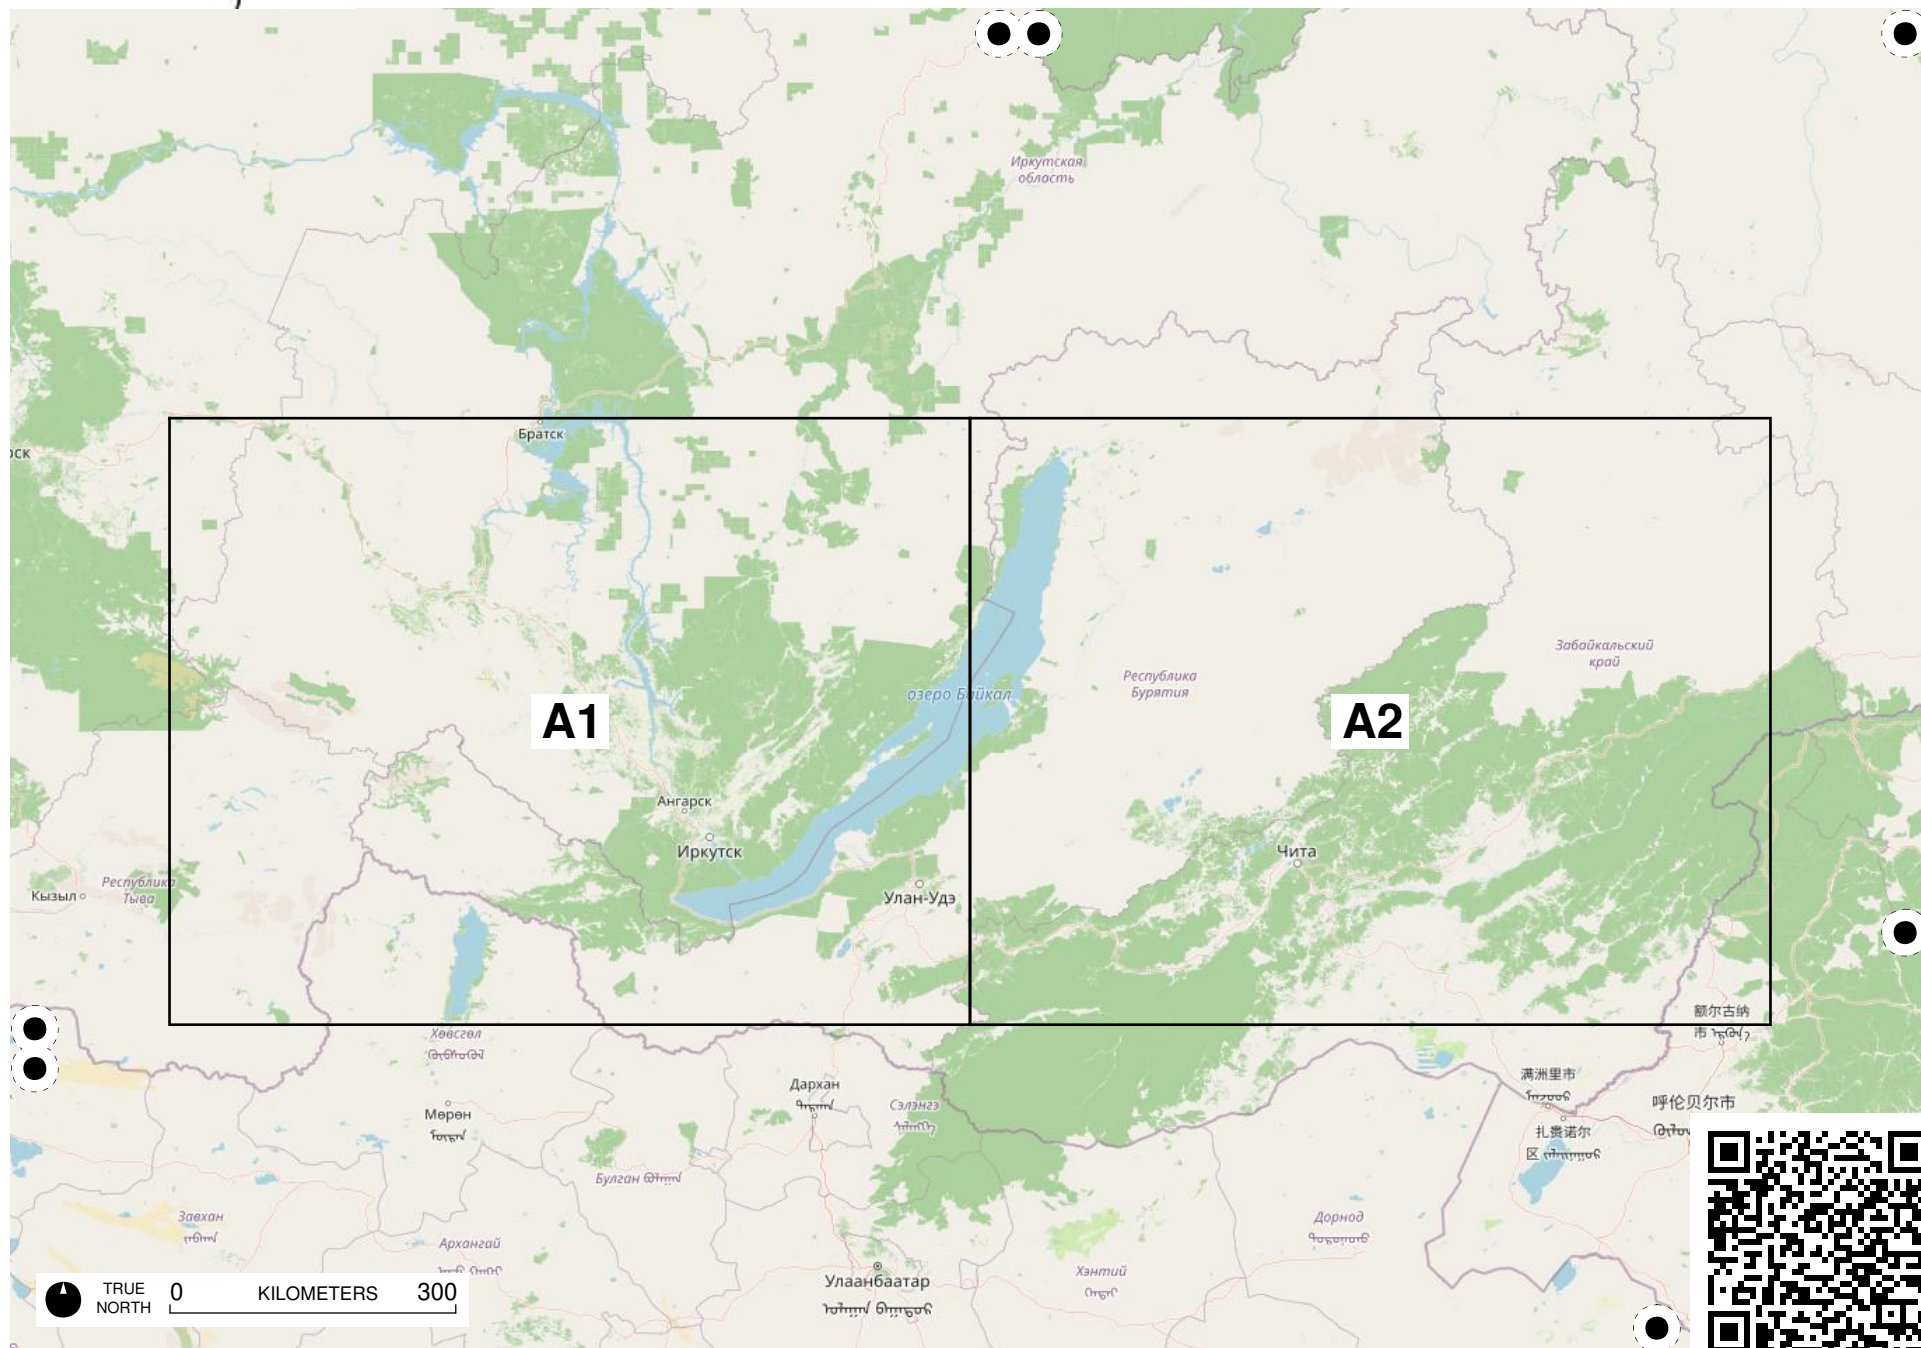 Иркутская
область
Братск
рск
A1
A2
озеро Байкал
Забайкальский
край
Республика
Бурятия
Ангарск
Иркутск
Чита
Кызыл
Республика
Тыва
Улан-Удэ
额尔古纳
市
Хөвсгөл
满洲里市
Дархан
Мөрөн
Сэлэнгэ
呼伦贝尔市
扎赉诺尔
区
Булган
Завхан
Дорнод
Архангай
Хэнтий
Улаанбаатар
TRUE
NORTH
0 KILOMETERS 300